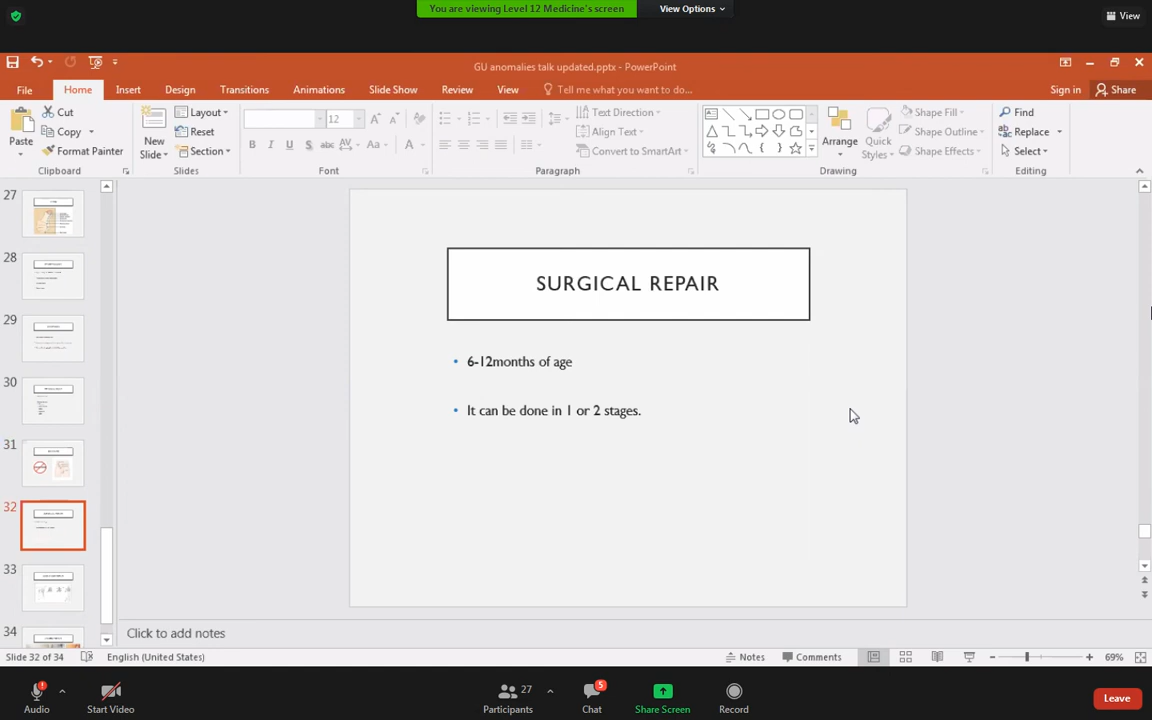 You are viewing Level 12 Medicine's screen
View Options
View
GU anomalies talk updated.pptx - PowerPoint
File
Home
Insert
Design
Transitions
Animations
Slide Show
Review
View
Tell me what you want to do...
Sign in
Share
Paste
Cut
Copy
Format Painter
Clipboard
New
Slide
Layout
Reset
Section
Slides
12
B I U S abc AV Aa A
Font
Text Direction
Align Text
Convert to SmartArt
Paragraph
Arrange
Quick
Styles
Shape Fill
Shape Outline
Shape Effects
Drawing
Find
Replace
Select
Editing
27
28
29
30
31
32
33
34
SURGICAL REPAIR
• 6-12months of age
• It can be done in 1 or 2 stages.
Click to add notes
Slide 32 of 34
English (United States)
Notes
Comments
69%
Audio
Start Video
27
Participants
5
Chat
Share Screen
Record
Leave